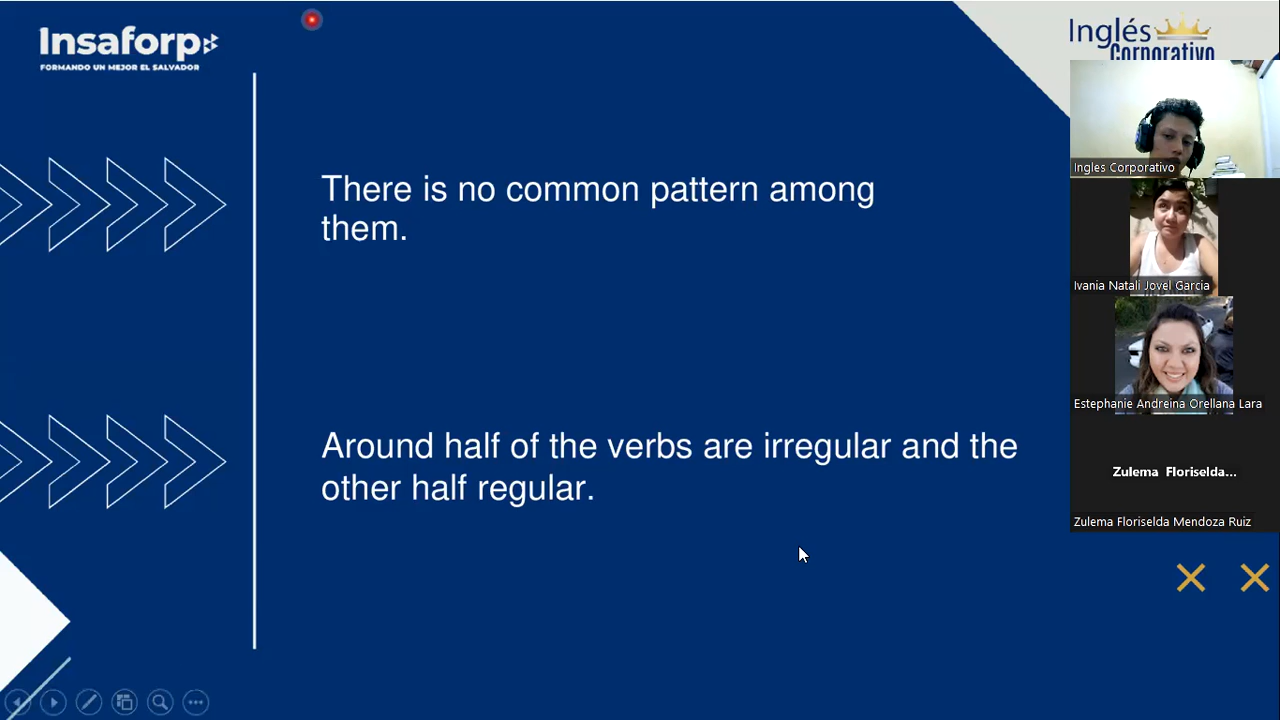 Insaforp
FORMANDO UN MEJOR EL SALVADOR
Inglés
Corporativo
There is no common pattern among
them.
Around half of the verbs are irregular and the
other half regular.
Ingles Corporativo
Ivania Natali Jovel Garcia
Estephanie Andreina Orellana Lara
Zulema Floriselda...
Zulema Floriselda Mendoza Ruiz